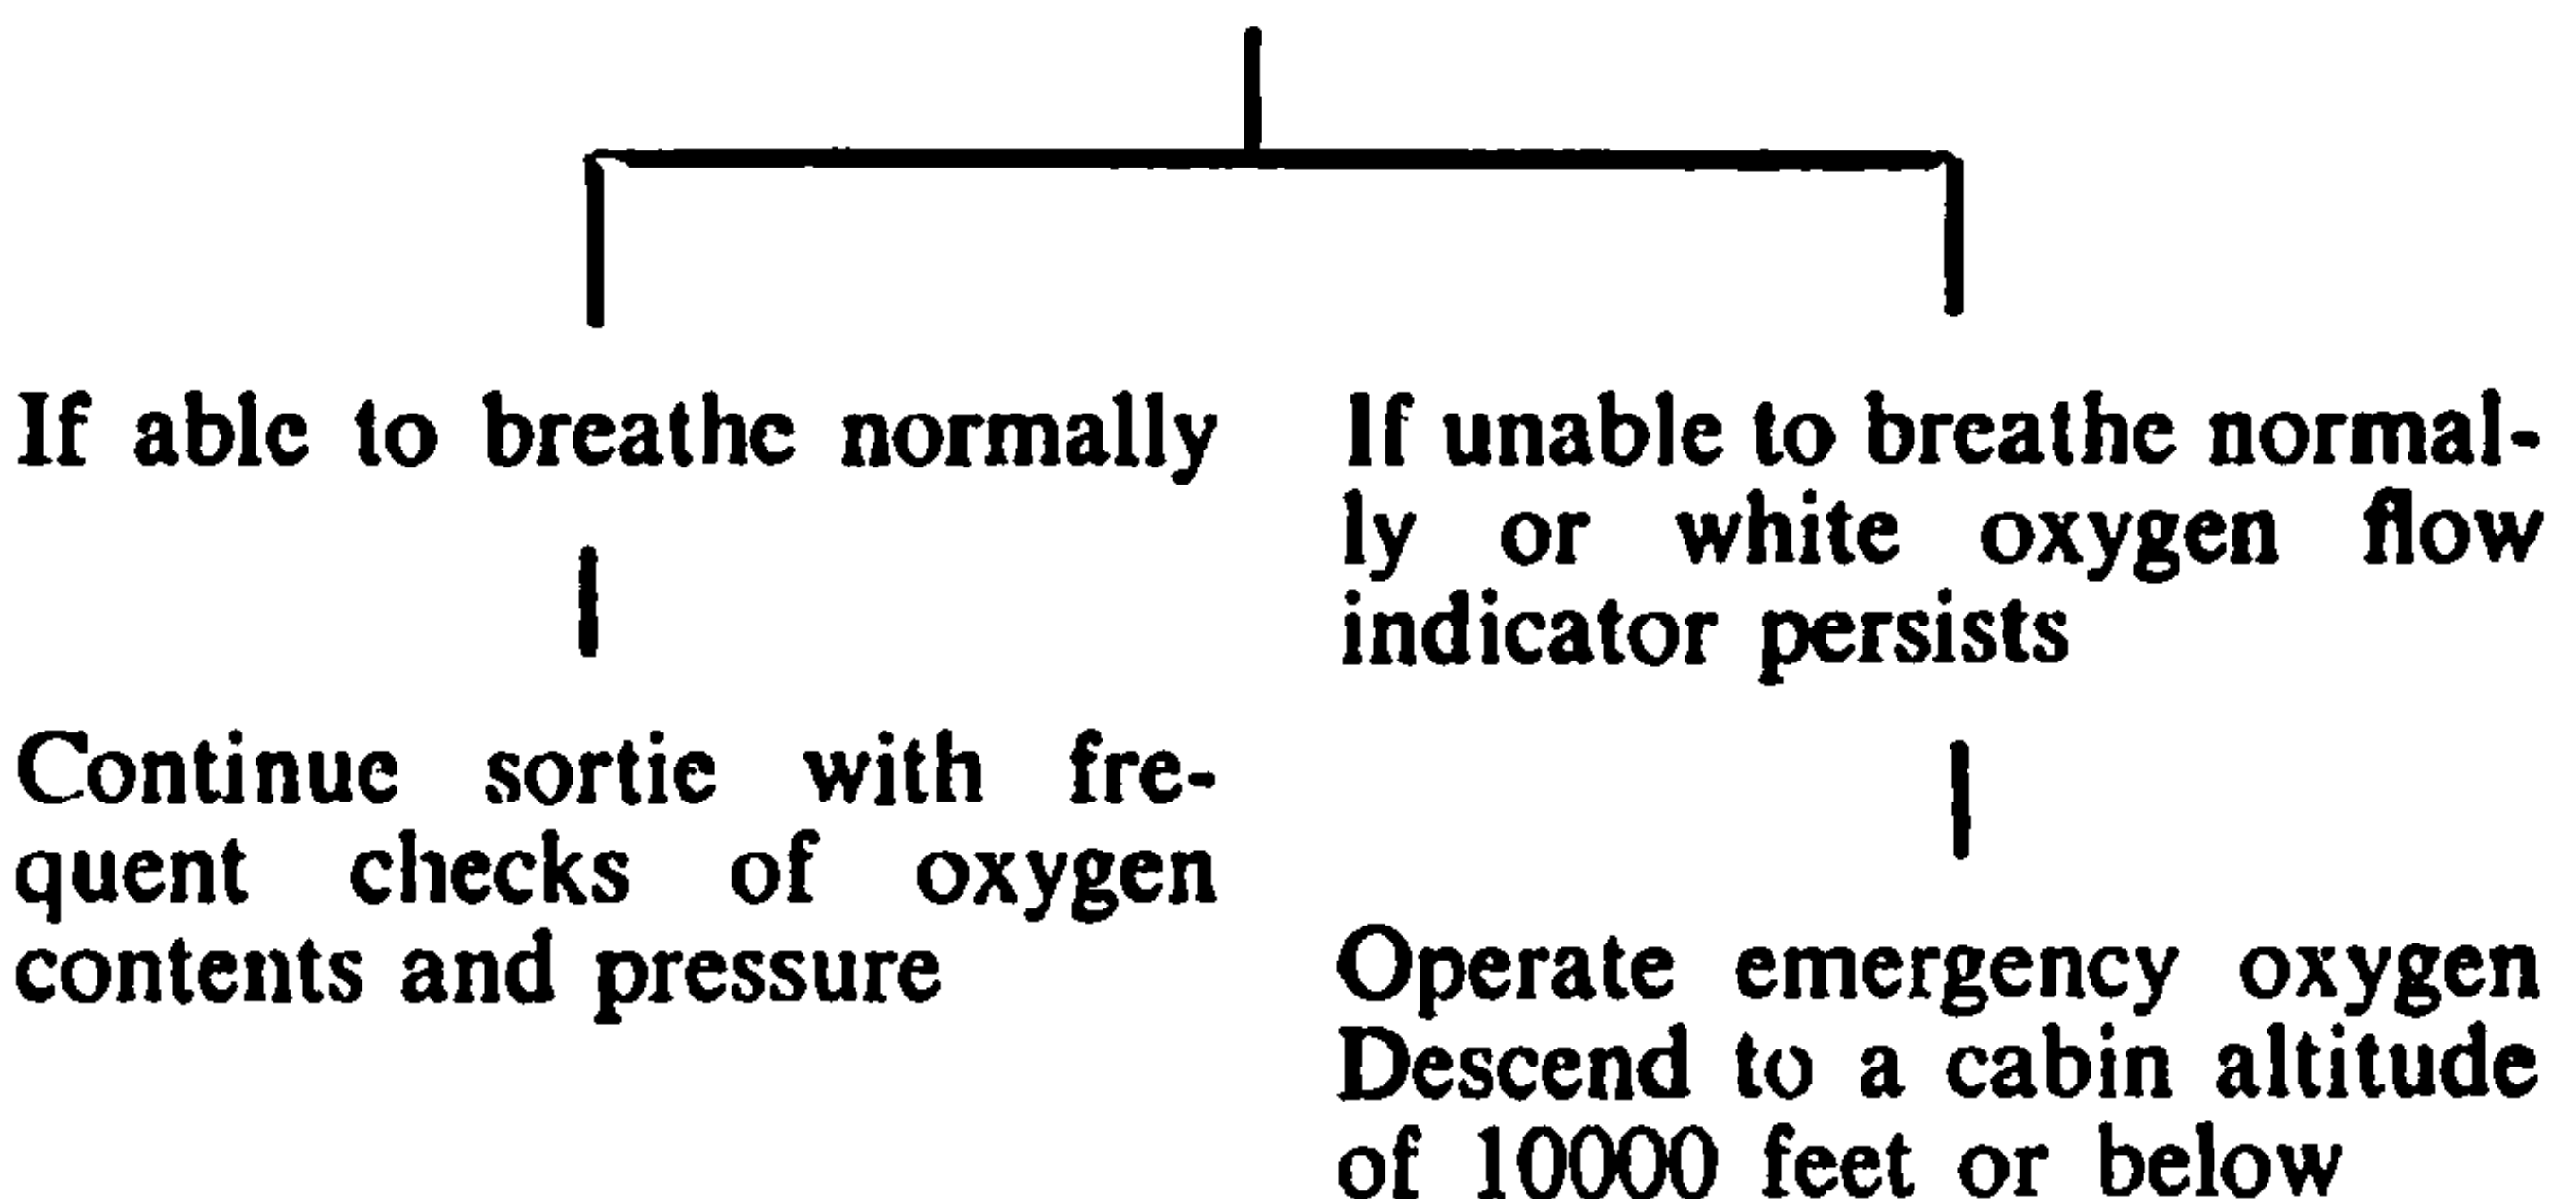 If able to breathe normally
Continue sortie with fre-
quent checks of oxygen
contents and pressure
If unable to breathe normal-
ly or white oxygen flow
indicator persists
Operate emergency oxygen
Descend to a cabin altitude
of 10000 feet or below